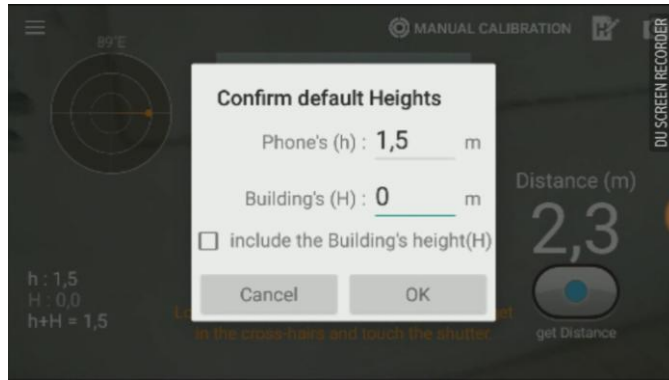 89°E
MANUAL CALIBRATION
DU SCREEN RECORDER
Confirm default Heights
Phone's (h) : 1,5 m
Building's (H) : 0 m
include the Building's height(H)
Cancel OK
Distance (m)
2,3
get Distance
h : 1,5
H : 0,0
h+H = 1,5
in the cross-hairs and touch the shutter.